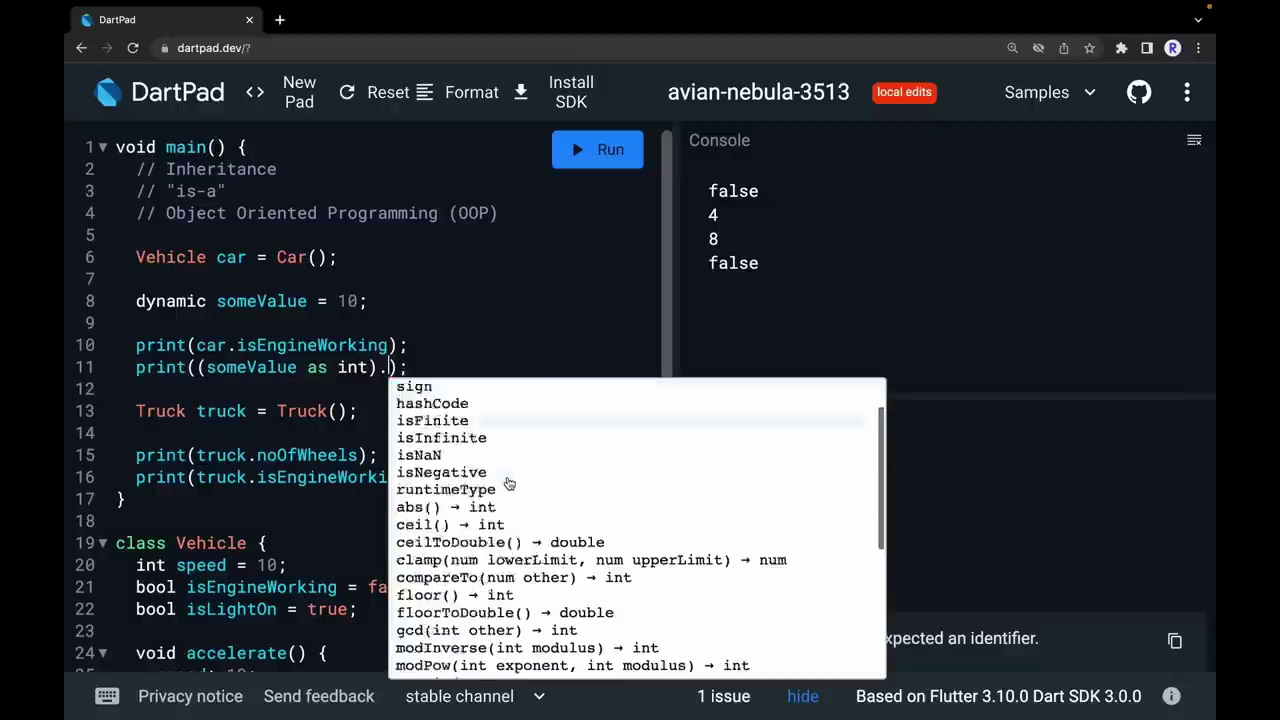 DartPad
dartpad.dev/?
R
DartPad
New Pad
Reset
Format
Install SDK
avian-nebula-3513
local edits
Samples
1 void main() {
2 // Inheritance
3 // "is-a"
4 // Object Oriented Programming (OOP)
5
6 Vehicle car = Car();
7
8 dynamic someValue = 10;
9
10 print(car.isEngineWorking);
11 print((someValue as int).);
12
13 Truck truck = Truck();
14
15 print(truck.noOfWheels);
16 print(truck.isEngineWorki
17 }
18
19 class Vehicle {
20 int speed = 10;
21 bool isEngineWorking = fa
22 bool isLightOn = true;
23
24 void accelerate() {
Run
sign
hashCode
isFinite
isInfinite
isNaN
isNegative
runtimeType
abs() → int
ceil() → int
ceilToDouble() → double
clamp(num lowerLimit, num upperLimit) → num
compareTo(num other) → int
floor() → int
floorToDouble() → double
gcd(int other) → int
modInverse(int modulus) → int
modPow(int exponent, int modulus) → int
Console
false
4
8
false
xpected an identifier.
Privacy notice
Send feedback
stable channel
1 issue
hide
Based on Flutter 3.10.0 Dart SDK 3.0.0